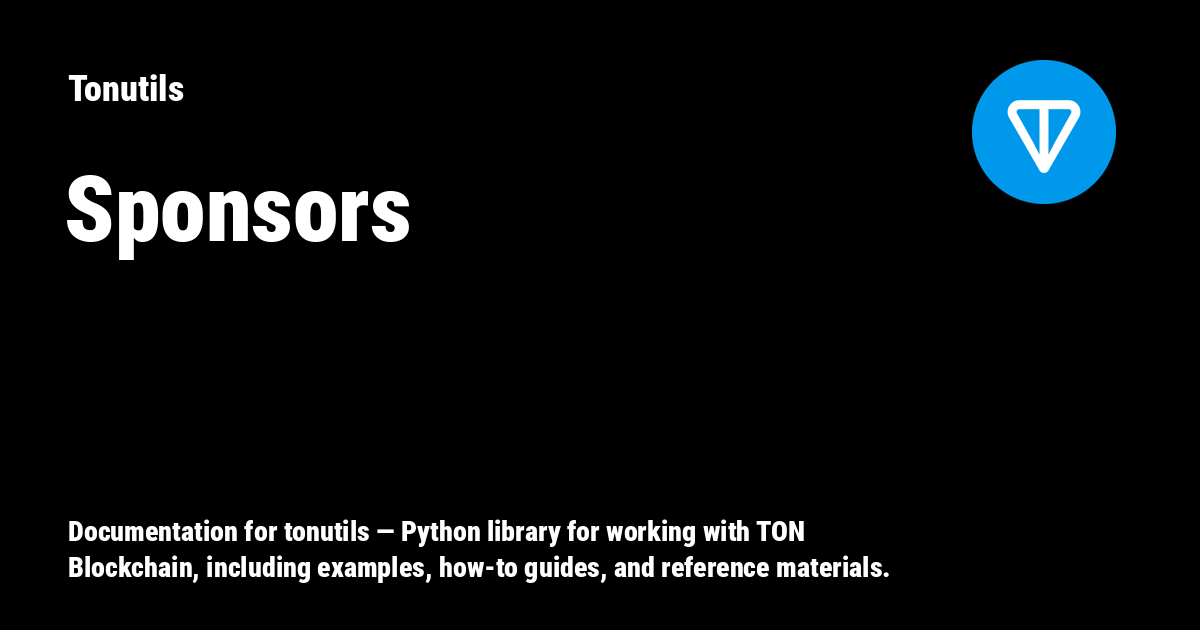 Tonutils
Sponsors
Documentation for tonutils — Python library for working with TON
Blockchain, including examples, how-to guides, and reference materials.